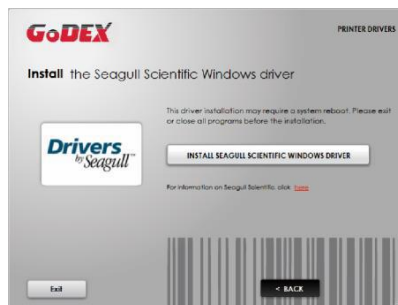 GoDEX
PRINTER DRIVERS
Install the Seagull Scientific Windows driver
This driver installation may require a system reboot. Please exit
or close all programs before the installation.
Drivers
by Seagull™
INSTALL SEAGULL SCIENTIFIC WINDOWS DRIVER
For information on Seagull Scientific, click here
Exit
< BACK